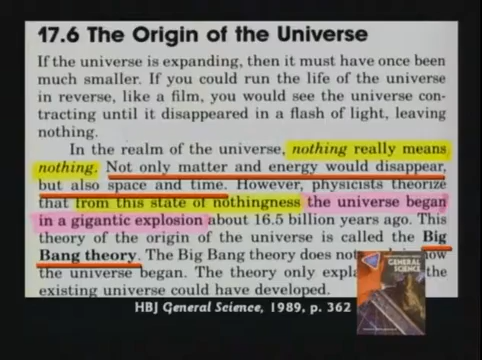 17.6 The Origin of the Universe
If the universe is expanding, then it must have once been
much smaller. If you could run the life of the universe
in reverse, like a film, you would see the universe con-
tracting until it disappeared in a flash of light, leaving
nothing.
In the realm of the universe, nothing really means
nothing. Not only matter and energy would disappear,
but also space and time. However, physicists theorize
that from this state of nothingness the universe began
in a gigantic explosion about 16.5 billion years ago. This
theory of the origin of the universe is called the Big
Bang theory. The Big Bang theory does not
the universe began. The theory only the
existing universe could have developed.
GENERAL
SCIENCE
HBJ General Science, 1989, p. 362